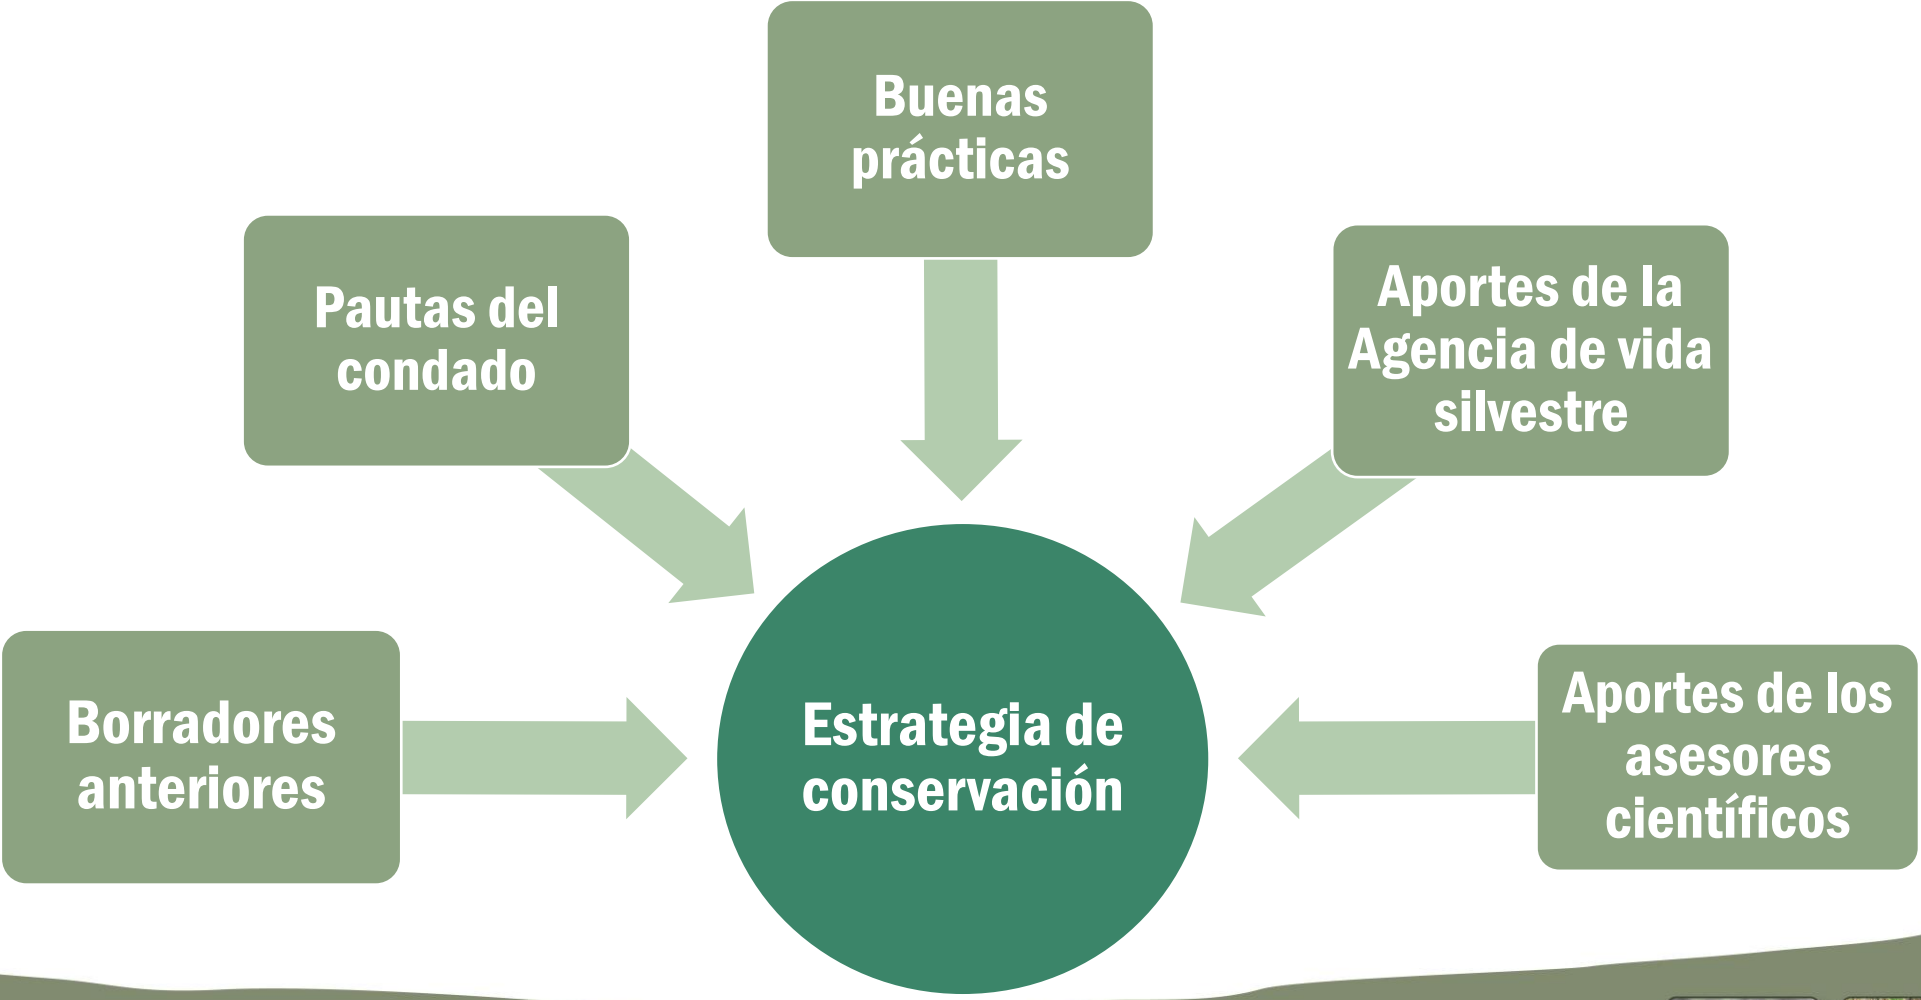 Buenas
prácticas
Pautas del
condado
Aportes de la
Agencia de vida
silvestre
Borradores
anteriores
Estrategia de
conservación
Aportes de los
asesores
científicos